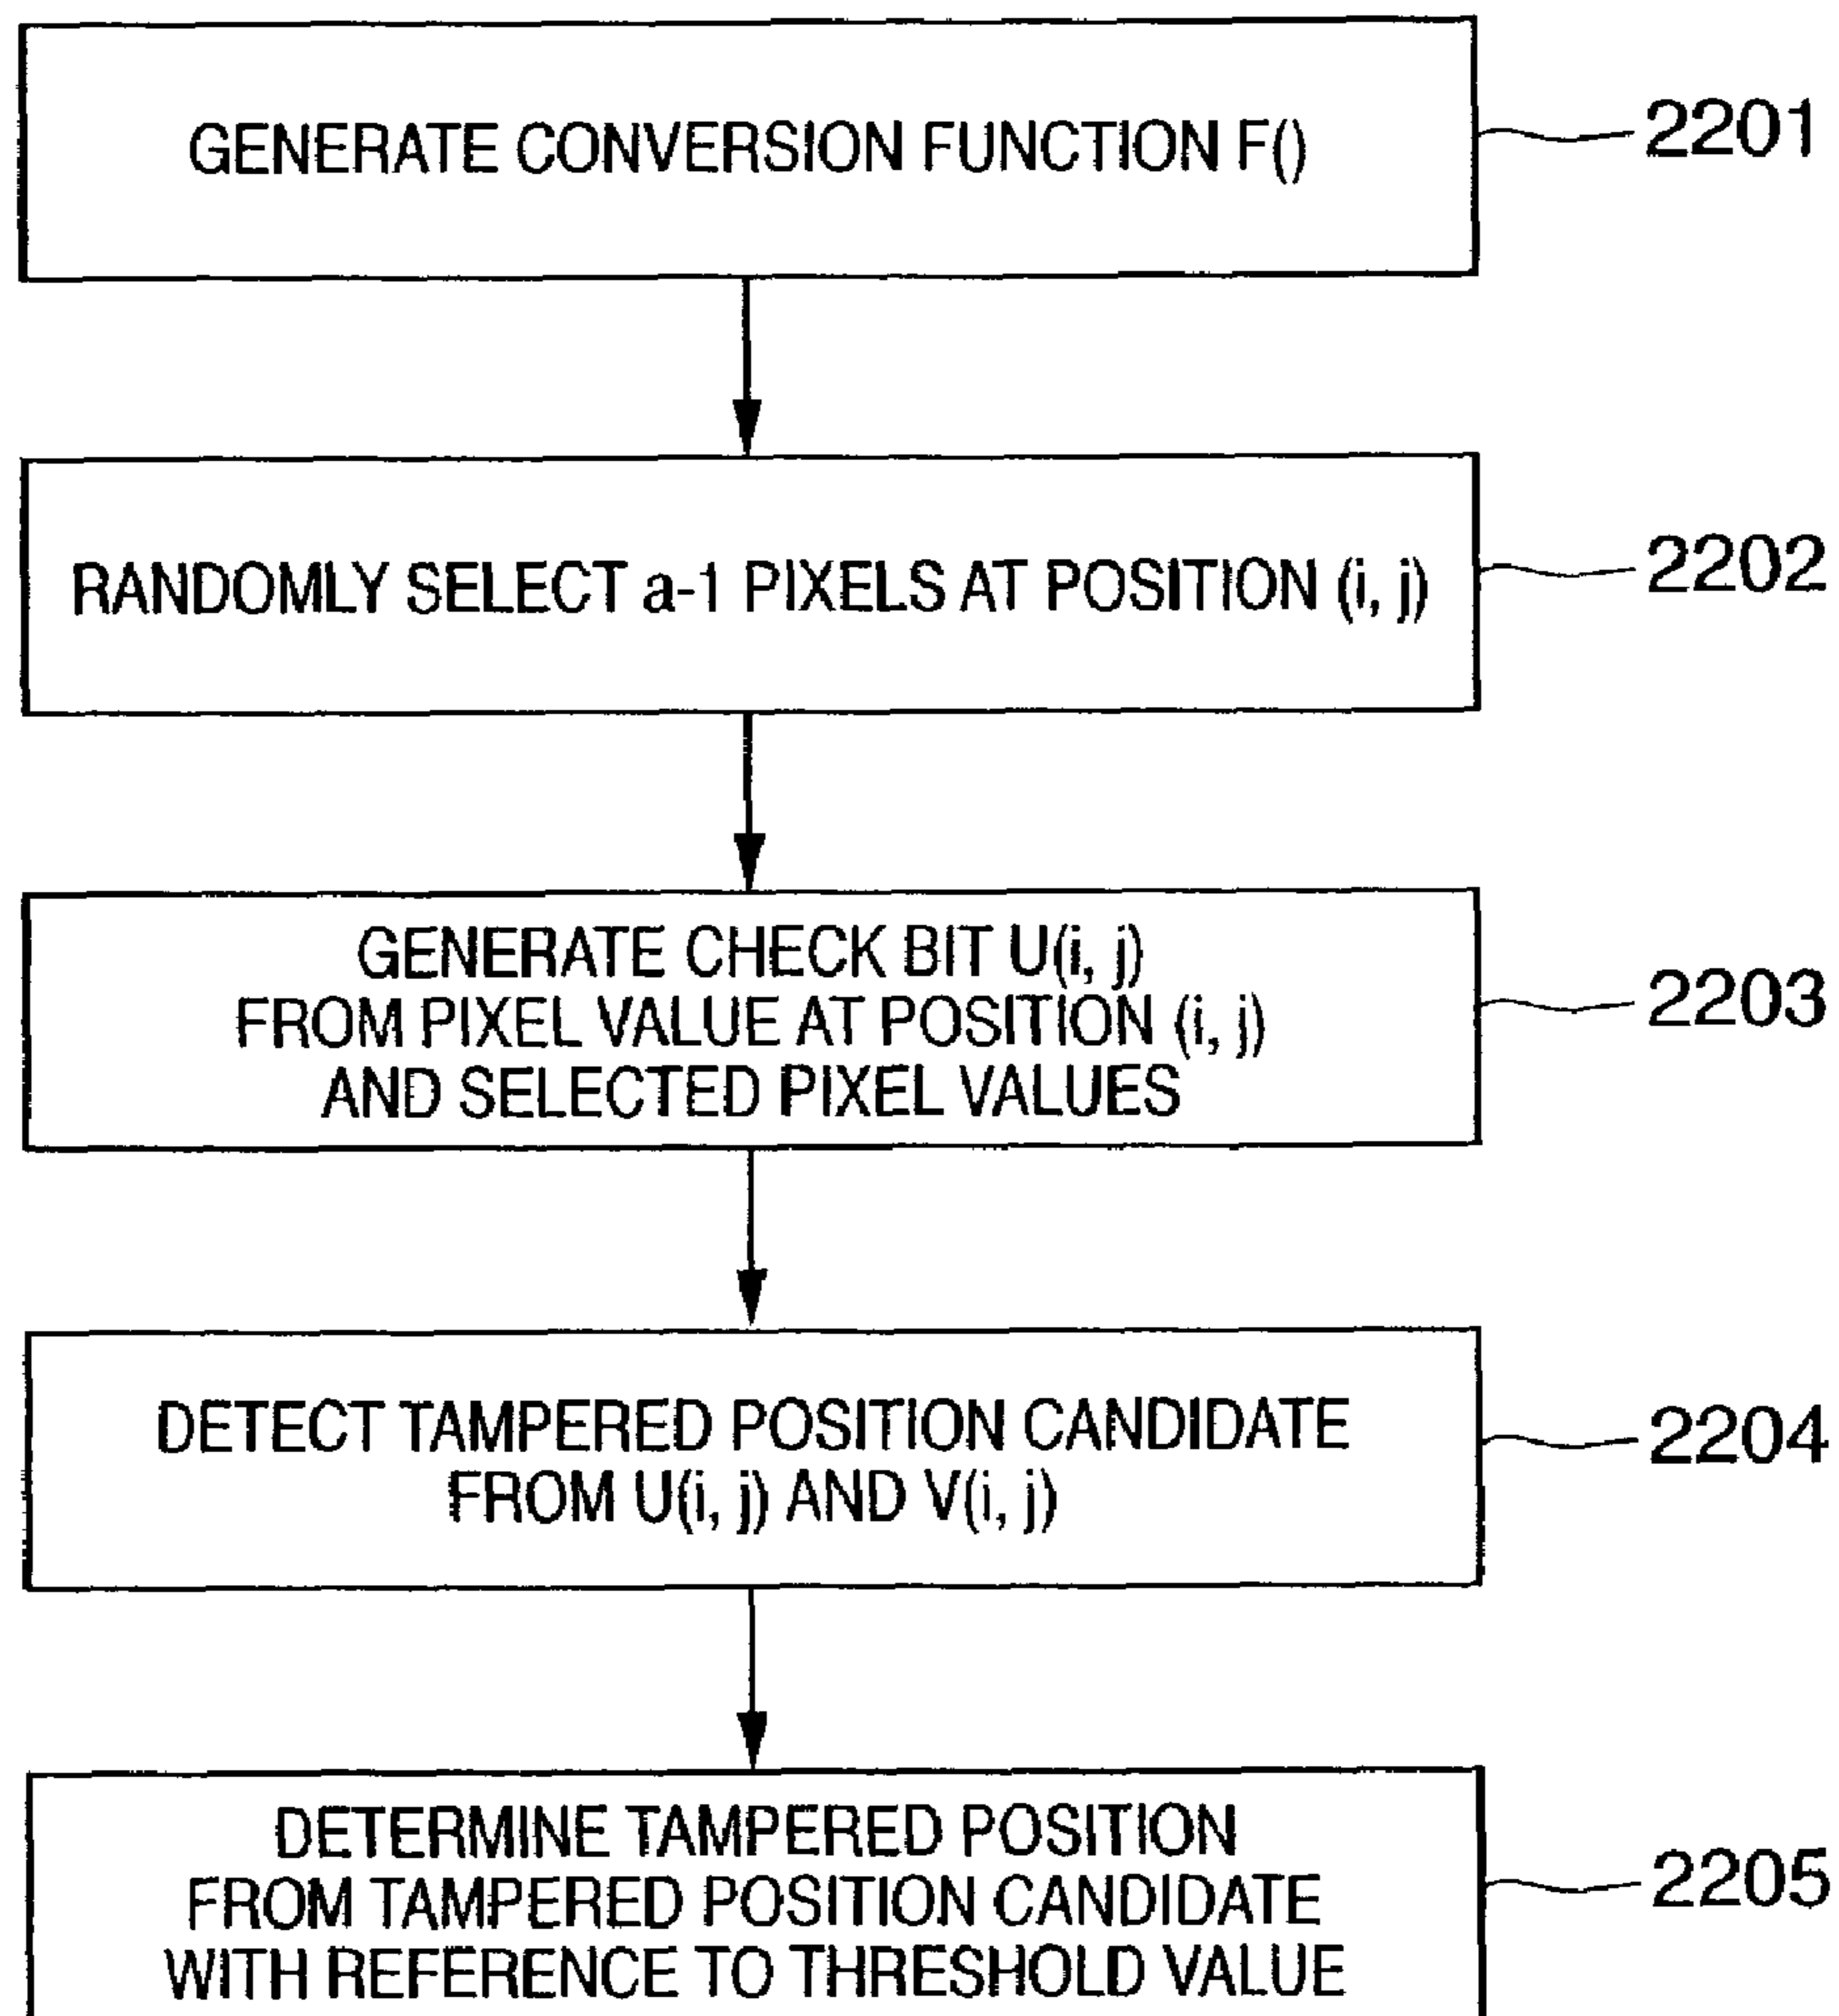 GENERATE CONVERSION FUNCTION F()
2201
RANDOMLY SELECT a-1 PIXELS AT POSITION (i, j)
2202
GENERATE CHECK BIT U(i, j)
FROM PIXEL VALUE AT POSITION (i, j)
AND SELECTED PIXEL VALUES
2203
DETECT TAMPERED POSITION CANDIDATE
FROM U(i, j) AND V(i, j)
2204
DETERMINE TAMPERED POSITION
FROM TAMPERED POSITION CANDIDATE
WITH REFERENCE TO THRESHOLD VALUE
2205